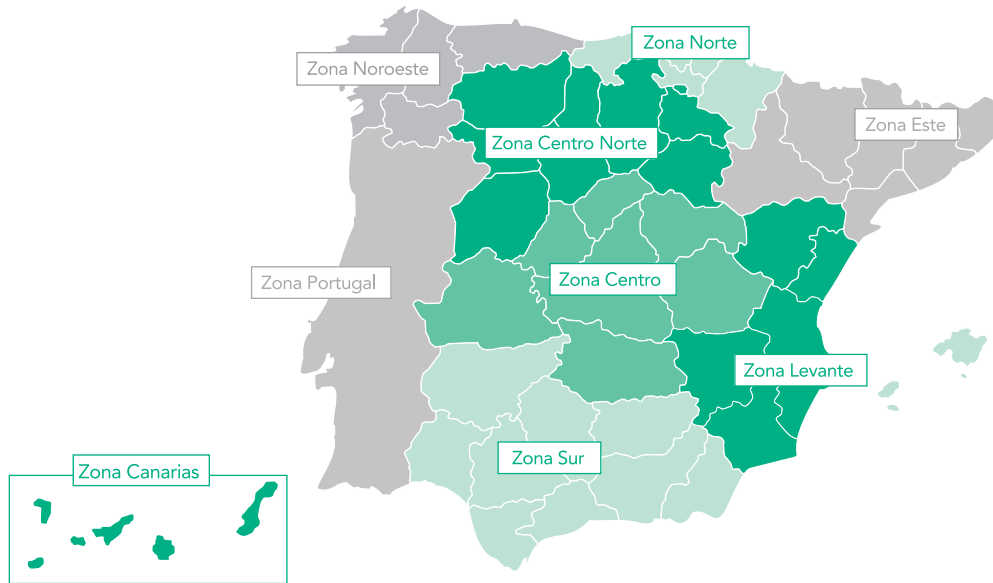 Zona Norte
Zona Noroeste
Zona Este
Zona Centro Norte
Zona Portugal
Zona Centro
Zona Levante
Zona Sur
Zona Canarias